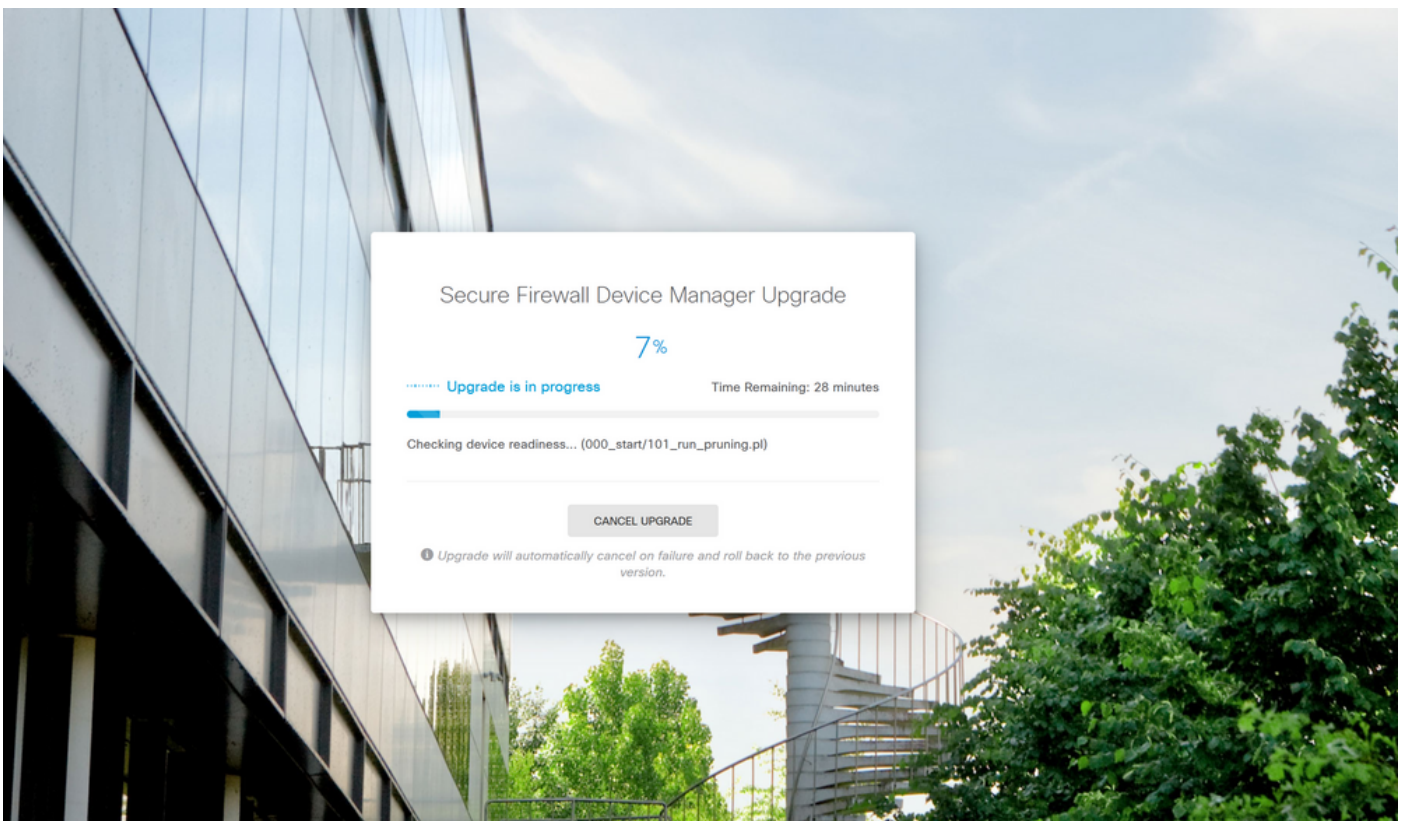 Secure Firewall Device Manager Upgrade
7%
Upgrade is in progress
Time Remaining: 28 minutes
Checking device readiness... (000_start/101_run_pruning.pl)
CANCEL UPGRADE
Upgrade will automatically cancel on failure and roll back to the previous
version.